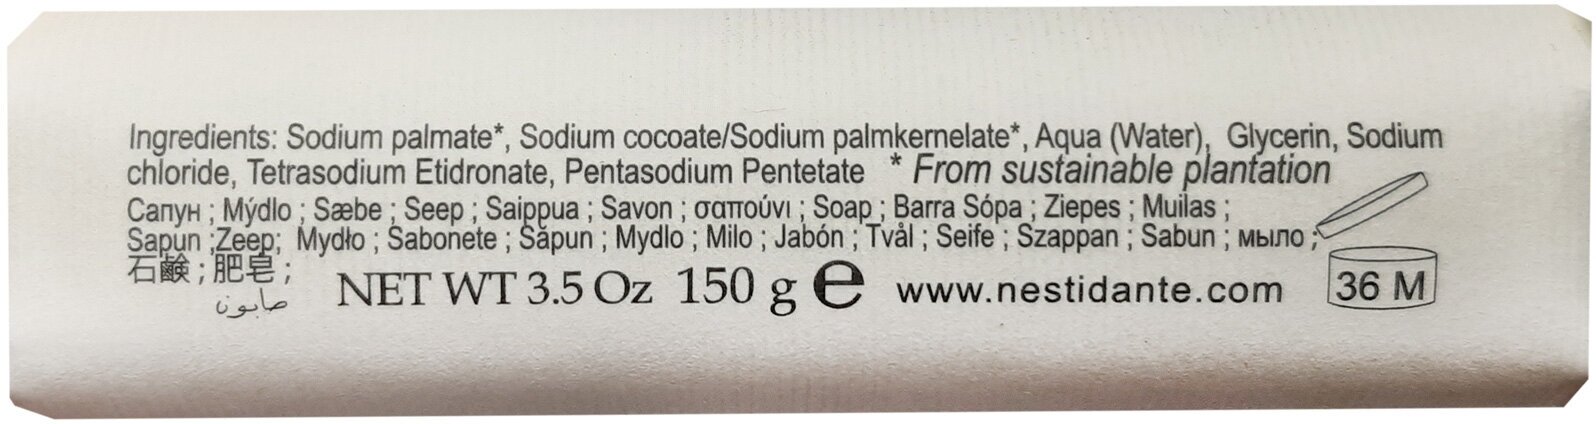 Ingredients: Sodium palmate*, Sodium cocoate/Sodium palmkernelate*, Aqua (Water), Glycerin, Sodium
chloride, Tetrasodium Etidronate, Pentasodium Pentetate * From sustainable plantation
Сапун ; Mýdlo ; Sæbe ; Seep ; Saippua ; Savon ; σαπούνι ; Soap ; Barra Sópa ; Ziepes ; Muilas ;
Sapun ;Zeep; Mydło ; Sabonete ; Săpun ; Mydlo ; Milo ; Jabón ; Tvål ; Seife ; Szappan ; Sabun ; мыло ;
石鹸 ; 肥皂 ;
صابون
NET WT 3.5 Oz 150 g ℮ www.nestidante.com 36 M